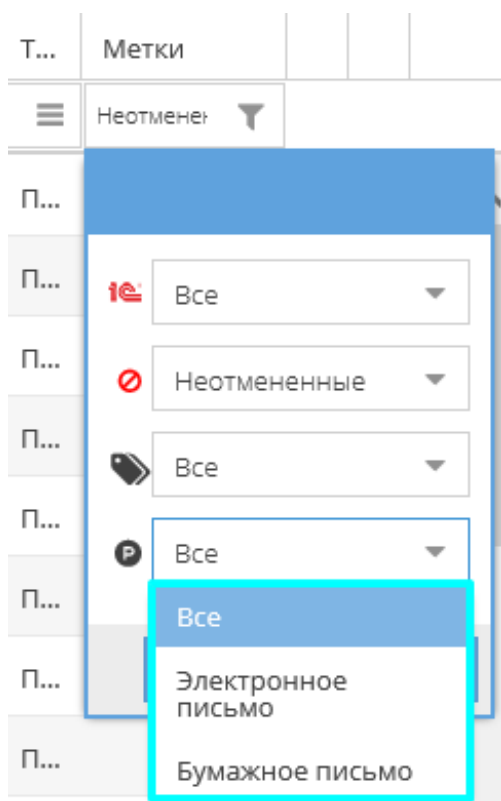 Т... Метки
Неотменен
П...
П...
1С Все
П...
Неотмененные
П...
Все
П...
P Все
П...
Все
П...
Электронное
письмо
П...
Бумажное письмо